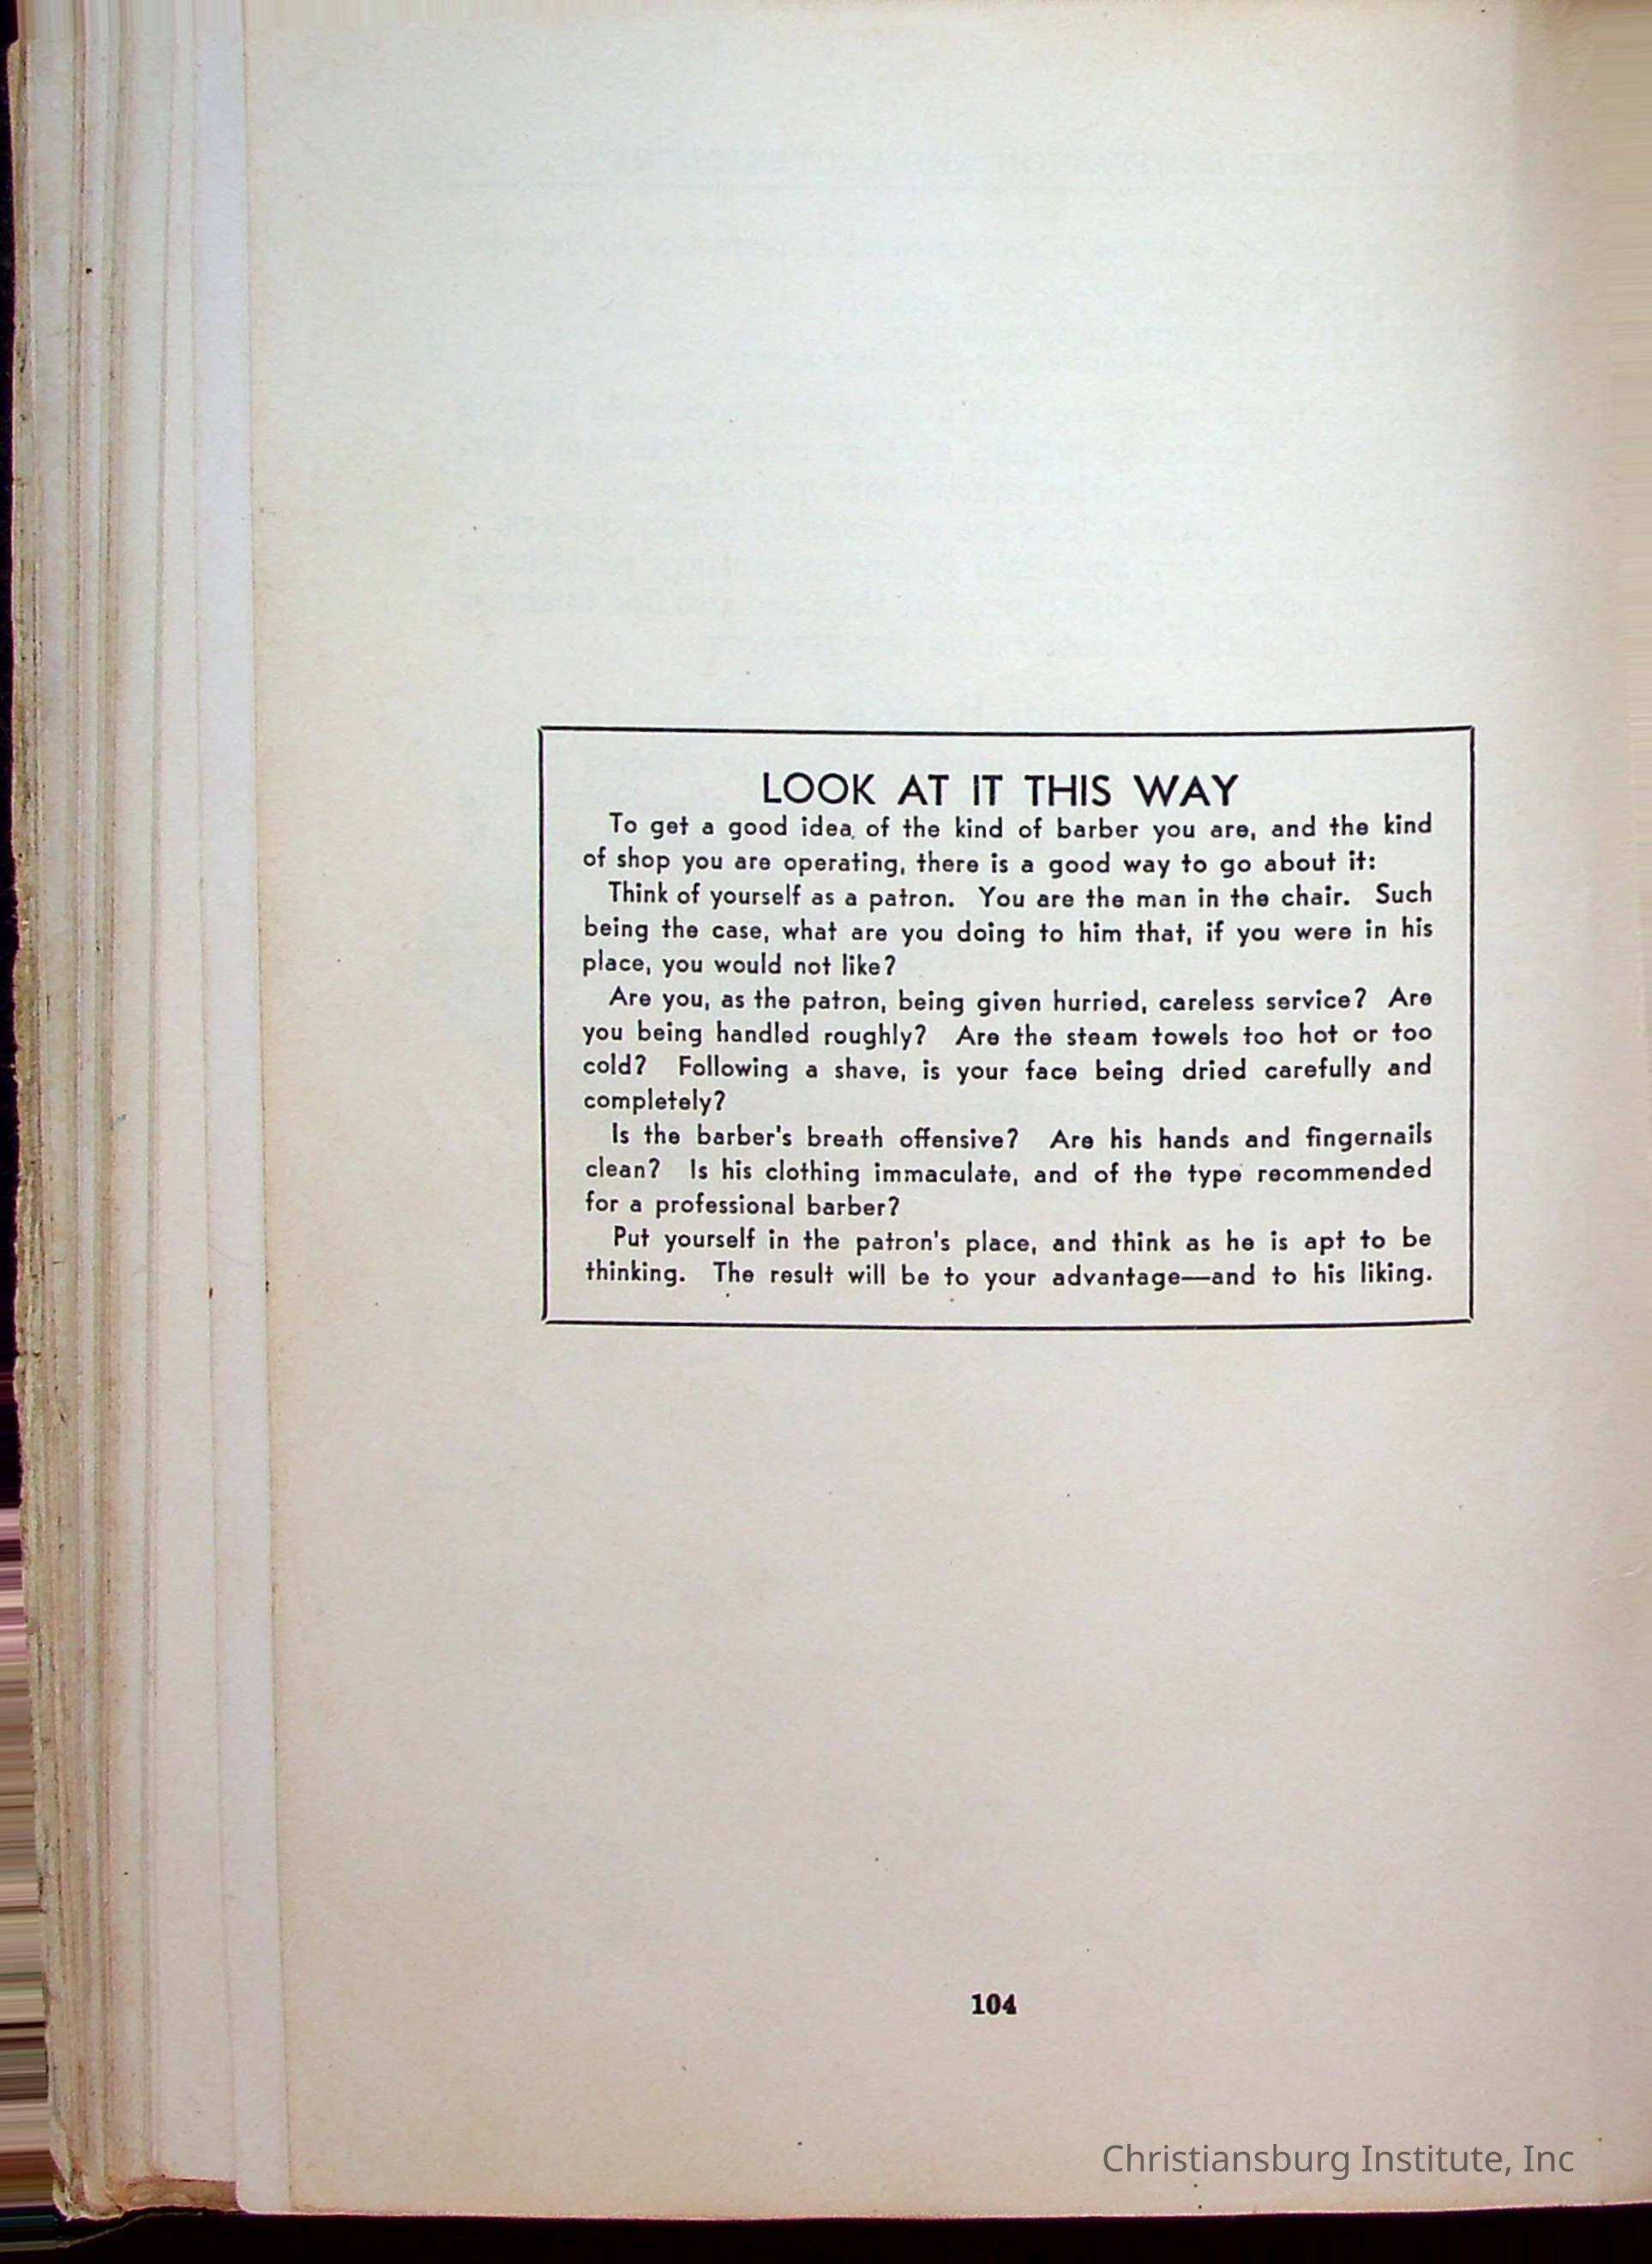 LOOK AT IT THIS WAY
To get a good idea of the kind of barber you are, and the kind
of shop you are operating, there is a good way to go about it:
Think of yourself as a patron. You are the man in the chair. Such
being the case, what are you doing to him that, if you were in his
place, you would not like?
Are you, as the patron, being given hurried, careless service? Are
you being handled roughly? Are the steam towels too hot or too
cold? Following a shave, is your face being dried carefully and
completely?
Is the barber's breath offensive? Are his hands and fingernails
clean? Is his clothing immaculate, and of the type recommended
for a professional barber?
Put yourself in the patron's place, and think as he is apt to be
thinking. The result will be to your advantage—and to his liking.
104
Christiansburg Institute, Inc